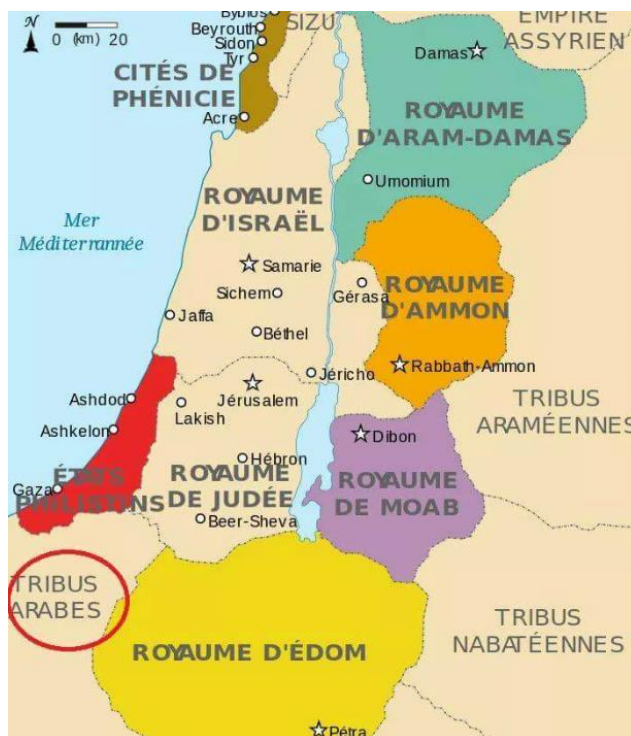 Byblos
Beyrouth
Sidon
Tyr
SIZU
EMPIRE
ASSYRIEN
N
0 (km) 20
Damas
CITÉS DE
PHÉNICIE
Acre
ROYAUME
D'ARAM-DAMAS
Umomium
ROYAUME
D'ISRAËL
Mer
Méditerrannée
Samarie
Sichem
Gérasa
ROYAUME
D'AMMON
Jaffa
Béthel
Jéricho
Rabbath-Ammon
Ashdod
Jérusalem
Lakish
TRIBUS
ARAMÉENNES
Ashkelon
Dibon
Hébron
Gaza
ÉTATS
PHILISTINS
ROYAUME
DE JUDÉE
ROYAUME
DE MOAB
Beer-Sheva
TRIBUS
ARABES
TRIBUS
NABATÉENNES
ROYAUME D'ÉDOM
Pétra